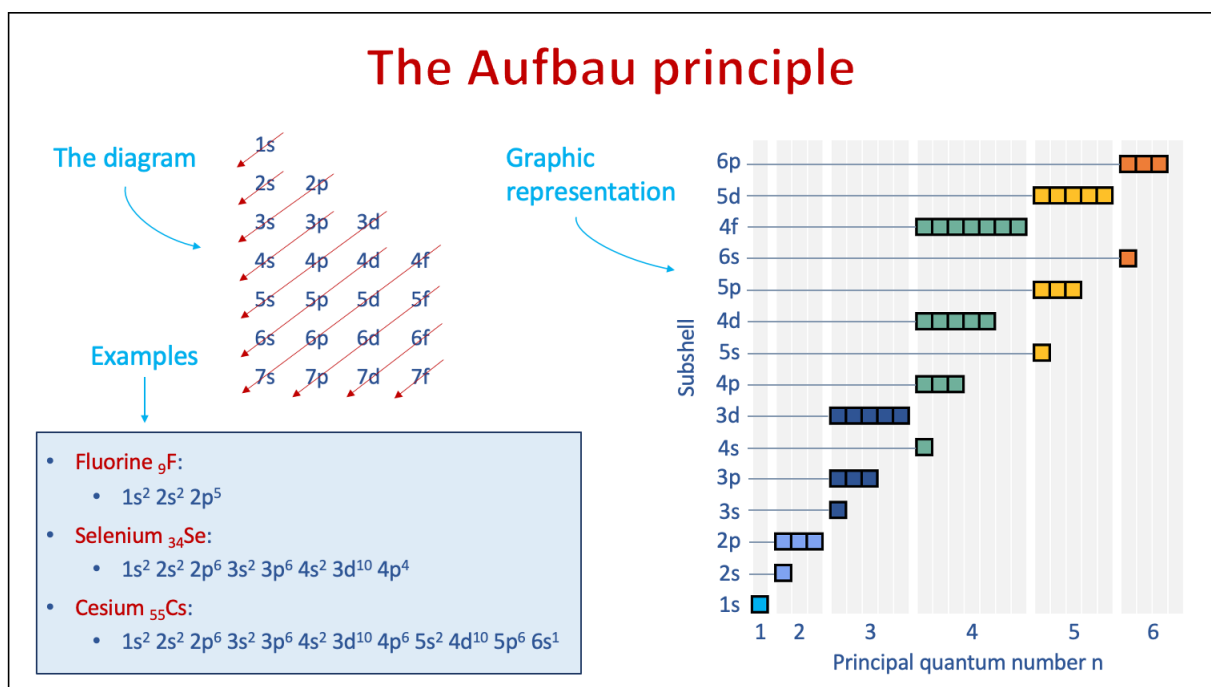 The Aufbau principle
The diagram
1s
2s 2p
3s 3p 3d
4s 4p 4d 4f
5s 5p 5d 5f
6s 6p 6d 6f
7s 7p 7d 7f
Examples
• Fluorine ₉F:
• 1s² 2s² 2p⁵
• Selenium ₃₄Se:
• 1s² 2s² 2p⁶ 3s² 3p⁶ 4s² 3d¹⁰ 4p⁴
• Cesium ₅₅Cs:
• 1s² 2s² 2p⁶ 3s² 3p⁶ 4s² 3d¹⁰ 4p⁶ 5s² 4d¹⁰ 5p⁶ 6s¹
Graphic
representation
Subshell
6p
5d
4f
6s
5p
4d
5s
4p
3d
4s
3p
3s
2p
2s
1s
1 2 3 4 5 6
Principal quantum number n